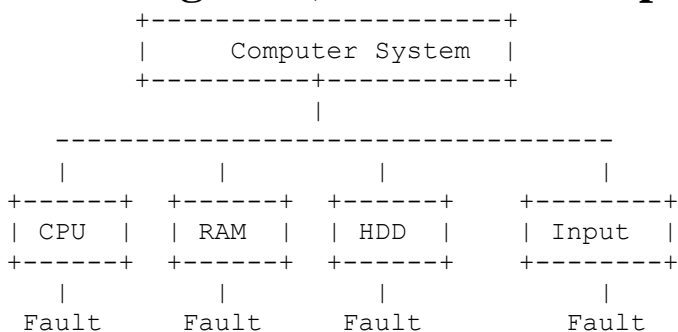 +----------------------+
|     Computer System  |
+----------+-----------+
|
-----------------------------------
|         |         |             |
+------+  +------+  +------+    +--------+
| CPU  |  | RAM  |  | HDD  |    | Input  |
+------+  +------+  +------+    +--------+
|         |         |             |
Fault     Fault     Fault         Fault